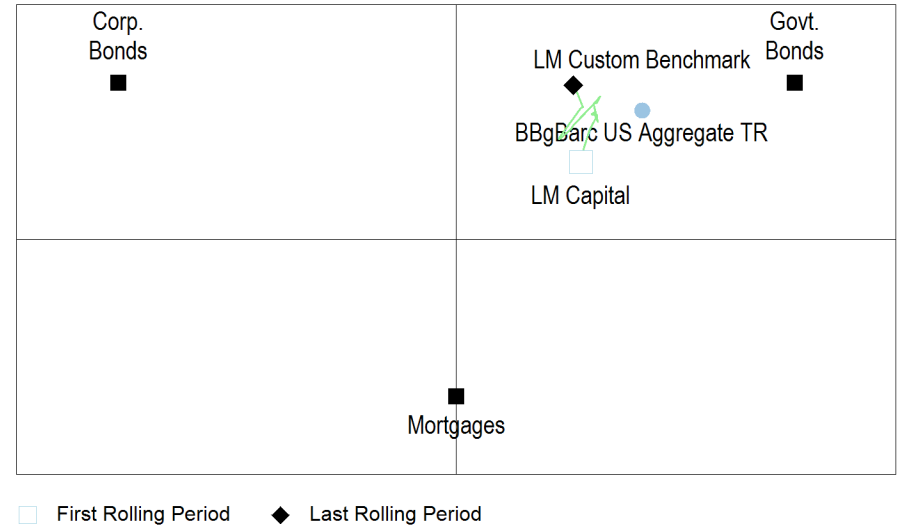 Corp.
Bonds
Govt.
Bonds
LM Custom Benchmark
BBgBarc US Aggregate TR
LM Capital
Mortgages
First Rolling Period
Last Rolling Period